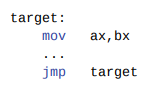 target:
    mov   ax,bx
    ...
    jmp   target